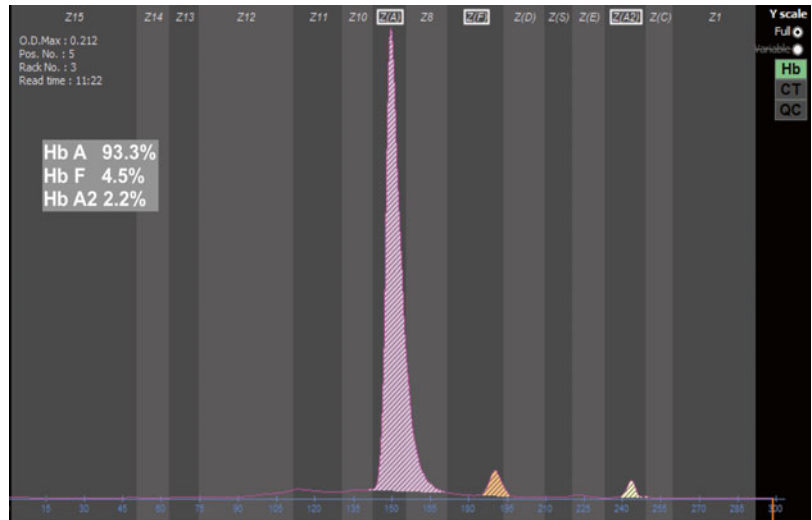 Z15 Z14 Z13 Z12 Z11 Z10 Z(A) Z8 Z(F) Z(D) Z(S) Z(E) Z(A2) Z(C) Z1
Y scale
Full
Variable
Hb
CT
QC
O.D.Max : 0.212
Pos. No. : 5
Rack No. : 3
Read time : 11:22
Hb A 93.3%
Hb F 4.5%
Hb A2 2.2%
15 30 45 60 75 90 105 120 135 150 165 180 195 210 225 240 255 270 285 300